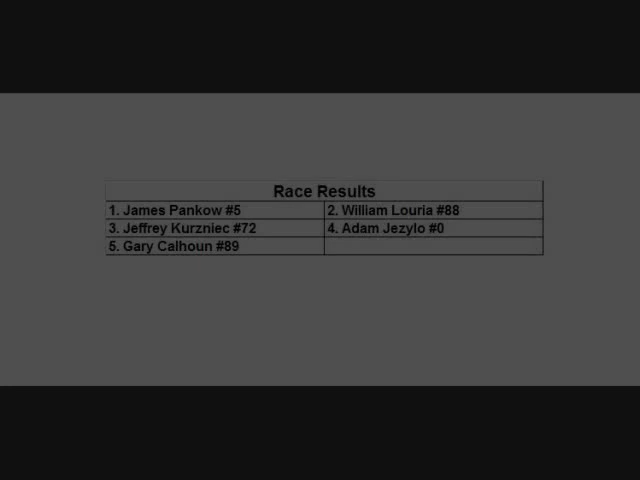 Race Results
1. James Pankow #5
2. William Louria #88
3. Jeffrey Kurzniec #72
4. Adam Jezylo #0
5. Gary Calhoun #89